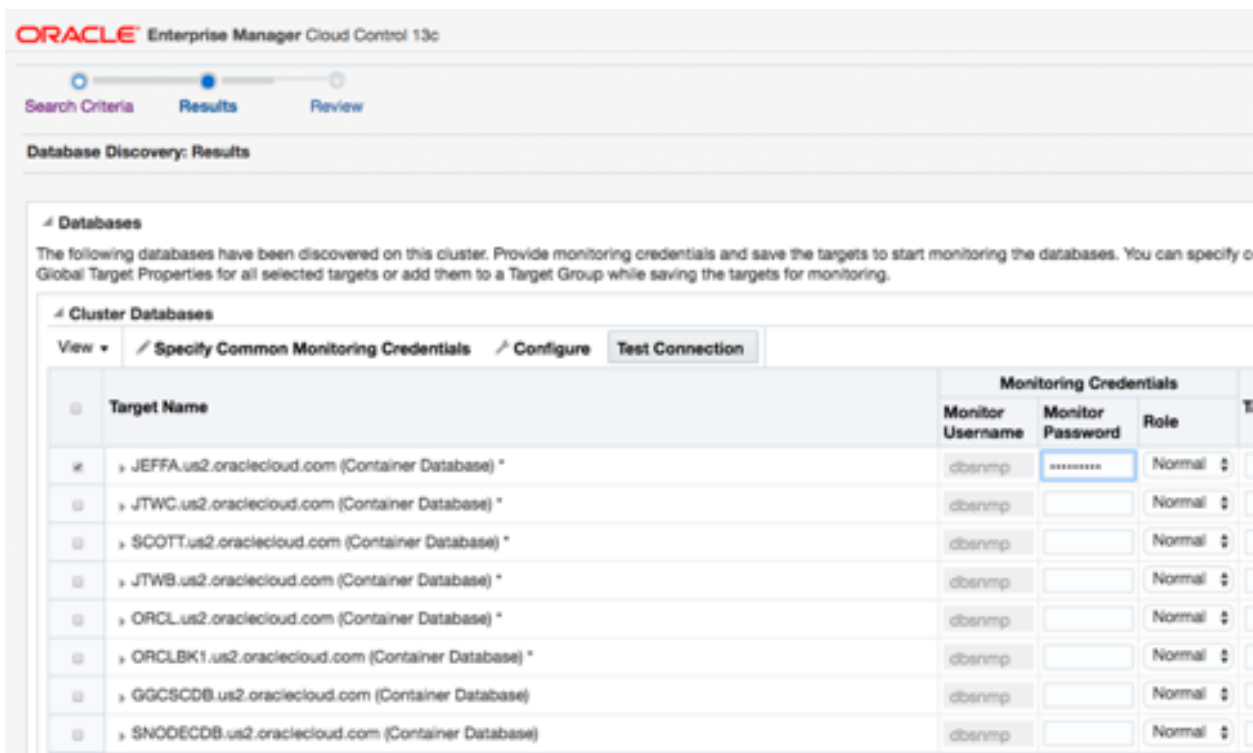 ORACLE Enterprise Manager Cloud Control 13c
Search Criteria Results Review
Database Discovery: Results
Databases
The following databases have been discovered on this cluster. Provide monitoring credentials and save the targets to start monitoring the databases. You can specify
Global Target Properties for all selected targets or add them to a Target Group while saving the targets for monitoring.
Cluster Databases
View Specify Common Monitoring Credentials Configure Test Connection
Monitoring Credentials
Target Name Monitor Username Monitor Password Role
JEFFA.us2.oraclecloud.com (Container Database) * dbsnmp ••••••••• Normal
JTWC.us2.oraclecloud.com (Container Database) * dbsnmp Normal
SCOTT.us2.oraclecloud.com (Container Database) * dbsnmp Normal
JTWB.us2.oraclecloud.com (Container Database) * dbsnmp Normal
ORCL.us2.oraclecloud.com (Container Database) * dbsnmp Normal
ORCLBK1.us2.oraclecloud.com (Container Database) * dbsnmp Normal
GGCSCDB.us2.oraclecloud.com (Container Database) dbsnmp Normal
SNODECDB.us2.oraclecloud.com (Container Database) dbsnmp Normal